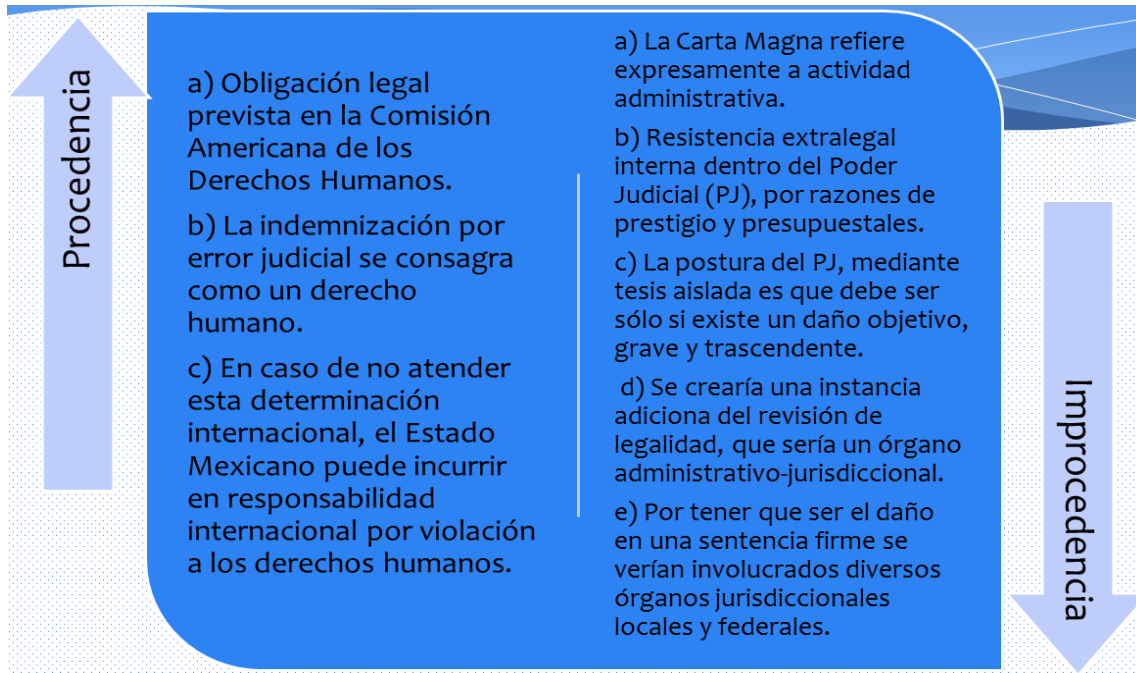 Procedencia
a) Obligación legal
prevista en la Comisión
Americana de los
Derechos Humanos.
b) La indemnización por
error judicial se consagra
como un derecho
humano.
c) En caso de no atender
esta determinación
internacional, el Estado
Mexicano puede incurrir
en responsabilidad
internacional por violación
a los derechos humanos.
a) La Carta Magna refiere
expresamente a actividad
administrativa.
b) Resistencia extralegal
interna dentro del Poder
Judicial (PJ), por razones de
prestigio y presupuestales.
c) La postura del PJ, mediante
tesis aislada es que debe ser
sólo si existe un daño objetivo,
grave y trascendente.
d) Se crearía una instancia
adiciona del revisión de
legalidad, que sería un órgano
administrativo-jurisdiccional.
e) Por tener que ser el daño
en una sentencia firme se
verían involucrados diversos
órganos jurisdiccionales
locales y federales.
Improcedencia